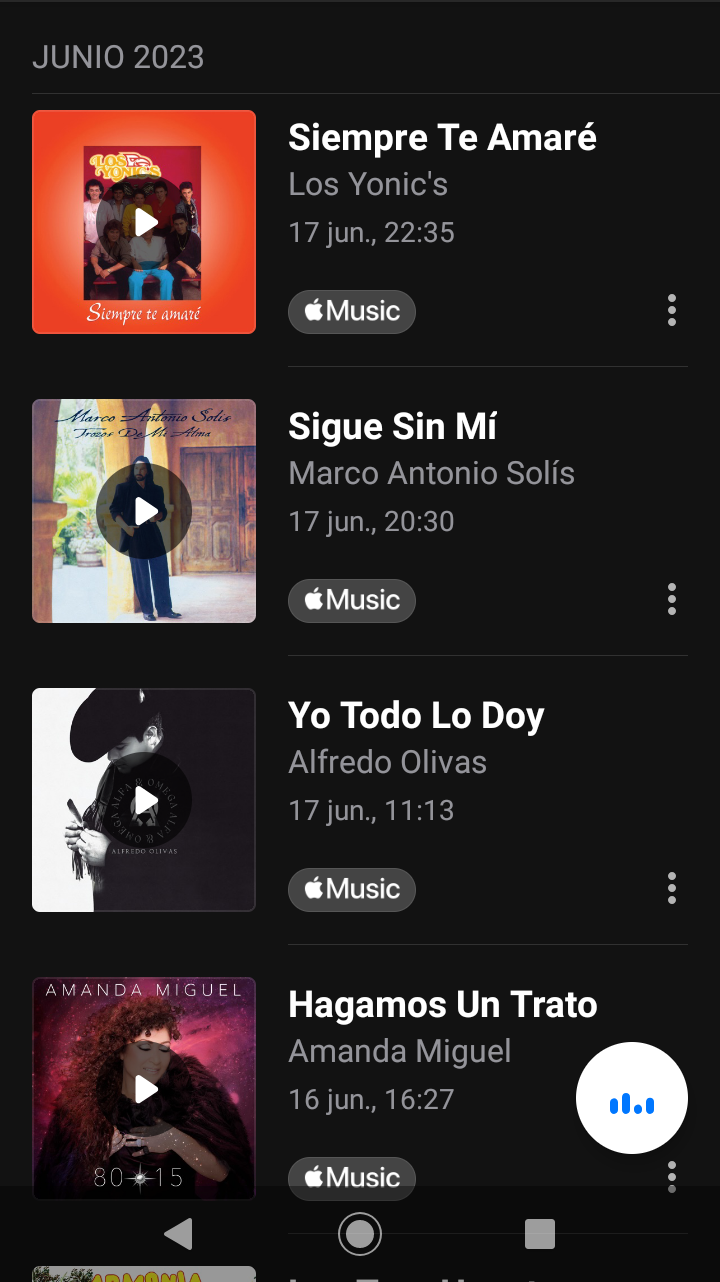 JUNIO 2023
LOS
YONIC'S
Siempre te amaré
Siempre Te Amaré
Los Yonic's
17 jun., 22:35
Music
Marco Antonio Solís
Trozos De Mi Alma
Sigue Sin Mí
Marco Antonio Solís
17 jun., 20:30
Music
ALFA & OMEGA ALFA & OMEGA
ALFREDO OLIVAS
Yo Todo Lo Doy
Alfredo Olivas
17 jun., 11:13
Music
AMANDA MIGUEL
80 15
Hagamos Un Trato
Amanda Miguel
16 jun., 16:27
Music